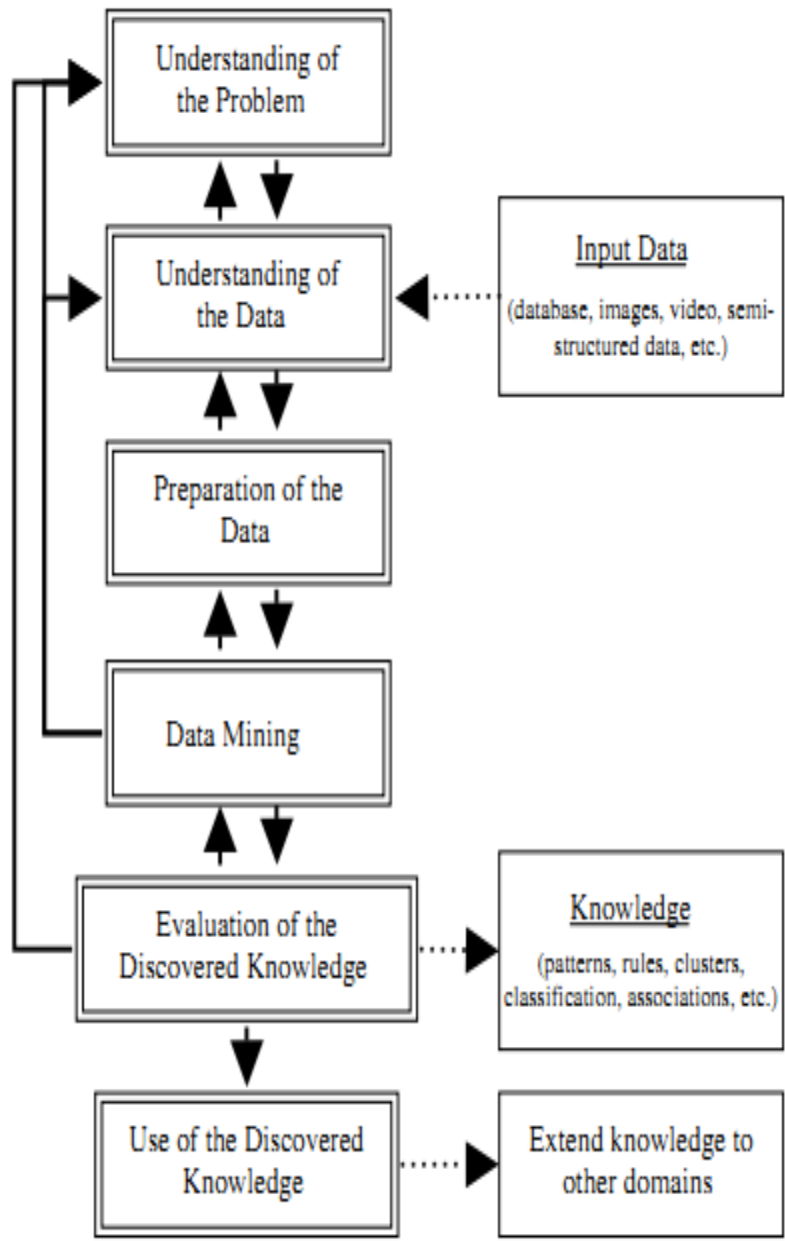 Understanding of
the Problem
Understanding of
the Data
Input Data
(database, images, video, semi-
structured data, etc.)
Preparation of the
Data
Data Mining
Evaluation of the
Discovered Knowledge
Knowledge
(patterns, rules, clusters,
classification, associations, etc.)
Use of the Discovered
Knowledge
Extend knowledge to
other domains